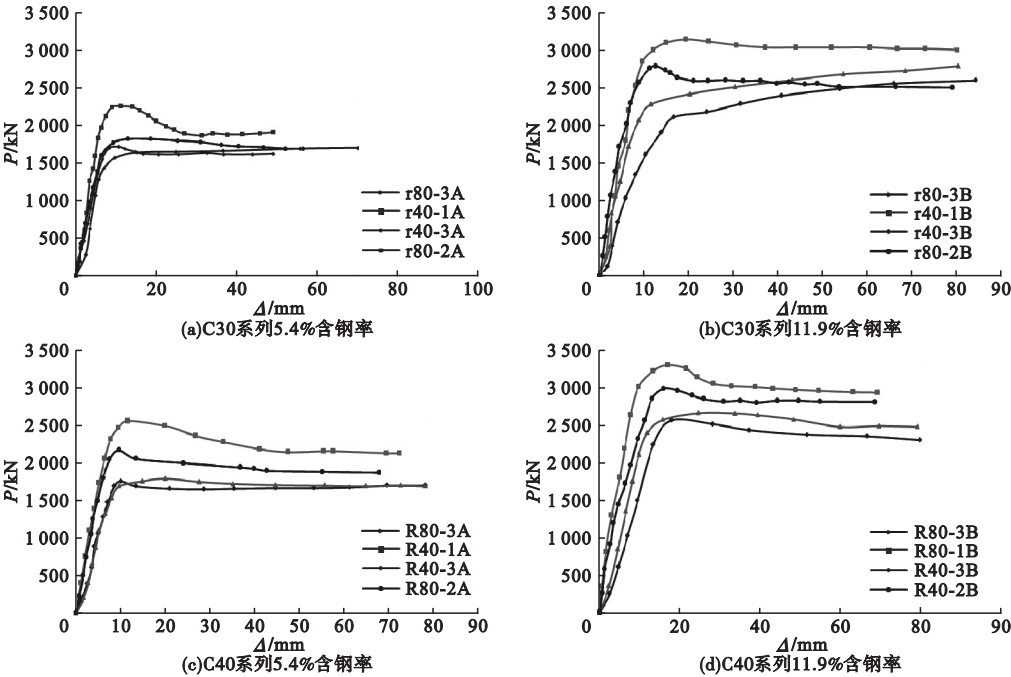 3 500
3 000
2 500
2 000
1 500
1 000
500
P/kN
r80-3A
r40-1A
r40-3A
r80-2A
0 20 40 60 80 100
Δ/mm
(a)C30系列5.4%含钢率
3 500
3 000
2 500
2 000
1 500
1 000
500
P/kN
r80-3B
r40-1B
r40-3B
r80-2B
0 10 20 30 40 50 60 70 80 90
Δ/mm
(b)C30系列11.9%含钢率
3 500
3 000
2 500
2 000
1 500
1 000
500
P/kN
R80-3A
R40-1A
R40-3A
R80-2A
0 10 20 30 40 50 60 70 80 90
Δ/mm
(c)C40系列5.4%含钢率
3 500
3 000
2 500
2 000
1 500
1 000
500
P/kN
R80-3B
R80-1B
R40-3B
R40-2B
0 20 40 60 80 90
Δ/mm
(d)C40系列11.9%含钢率